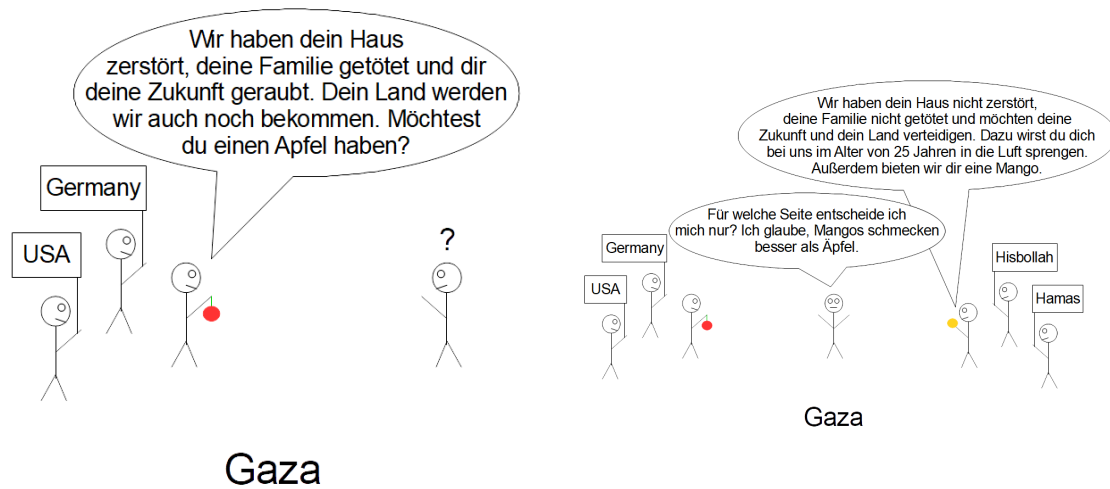 Wir haben dein Haus
zerstört, deine Familie getötet und dir
deine Zukunft geraubt. Dein Land werden
wir auch noch bekommen. Möchtest
du einen Apfel haben?
Germany
USA
?
Gaza
Wir haben dein Haus nicht zerstört,
deine Familie nicht getötet und möchten deine
Zukunft und dein Land verteidigen. Dazu wirst du dich
bei uns im Alter von 25 Jahren in die Luft sprengen.
Außerdem bieten wir dir eine Mango.
Für welche Seite entscheide ich
mich nur? Ich glaube, Mangos schmecken
besser als Äpfel.
Germany
USA
Hisbollah
Hamas
Gaza